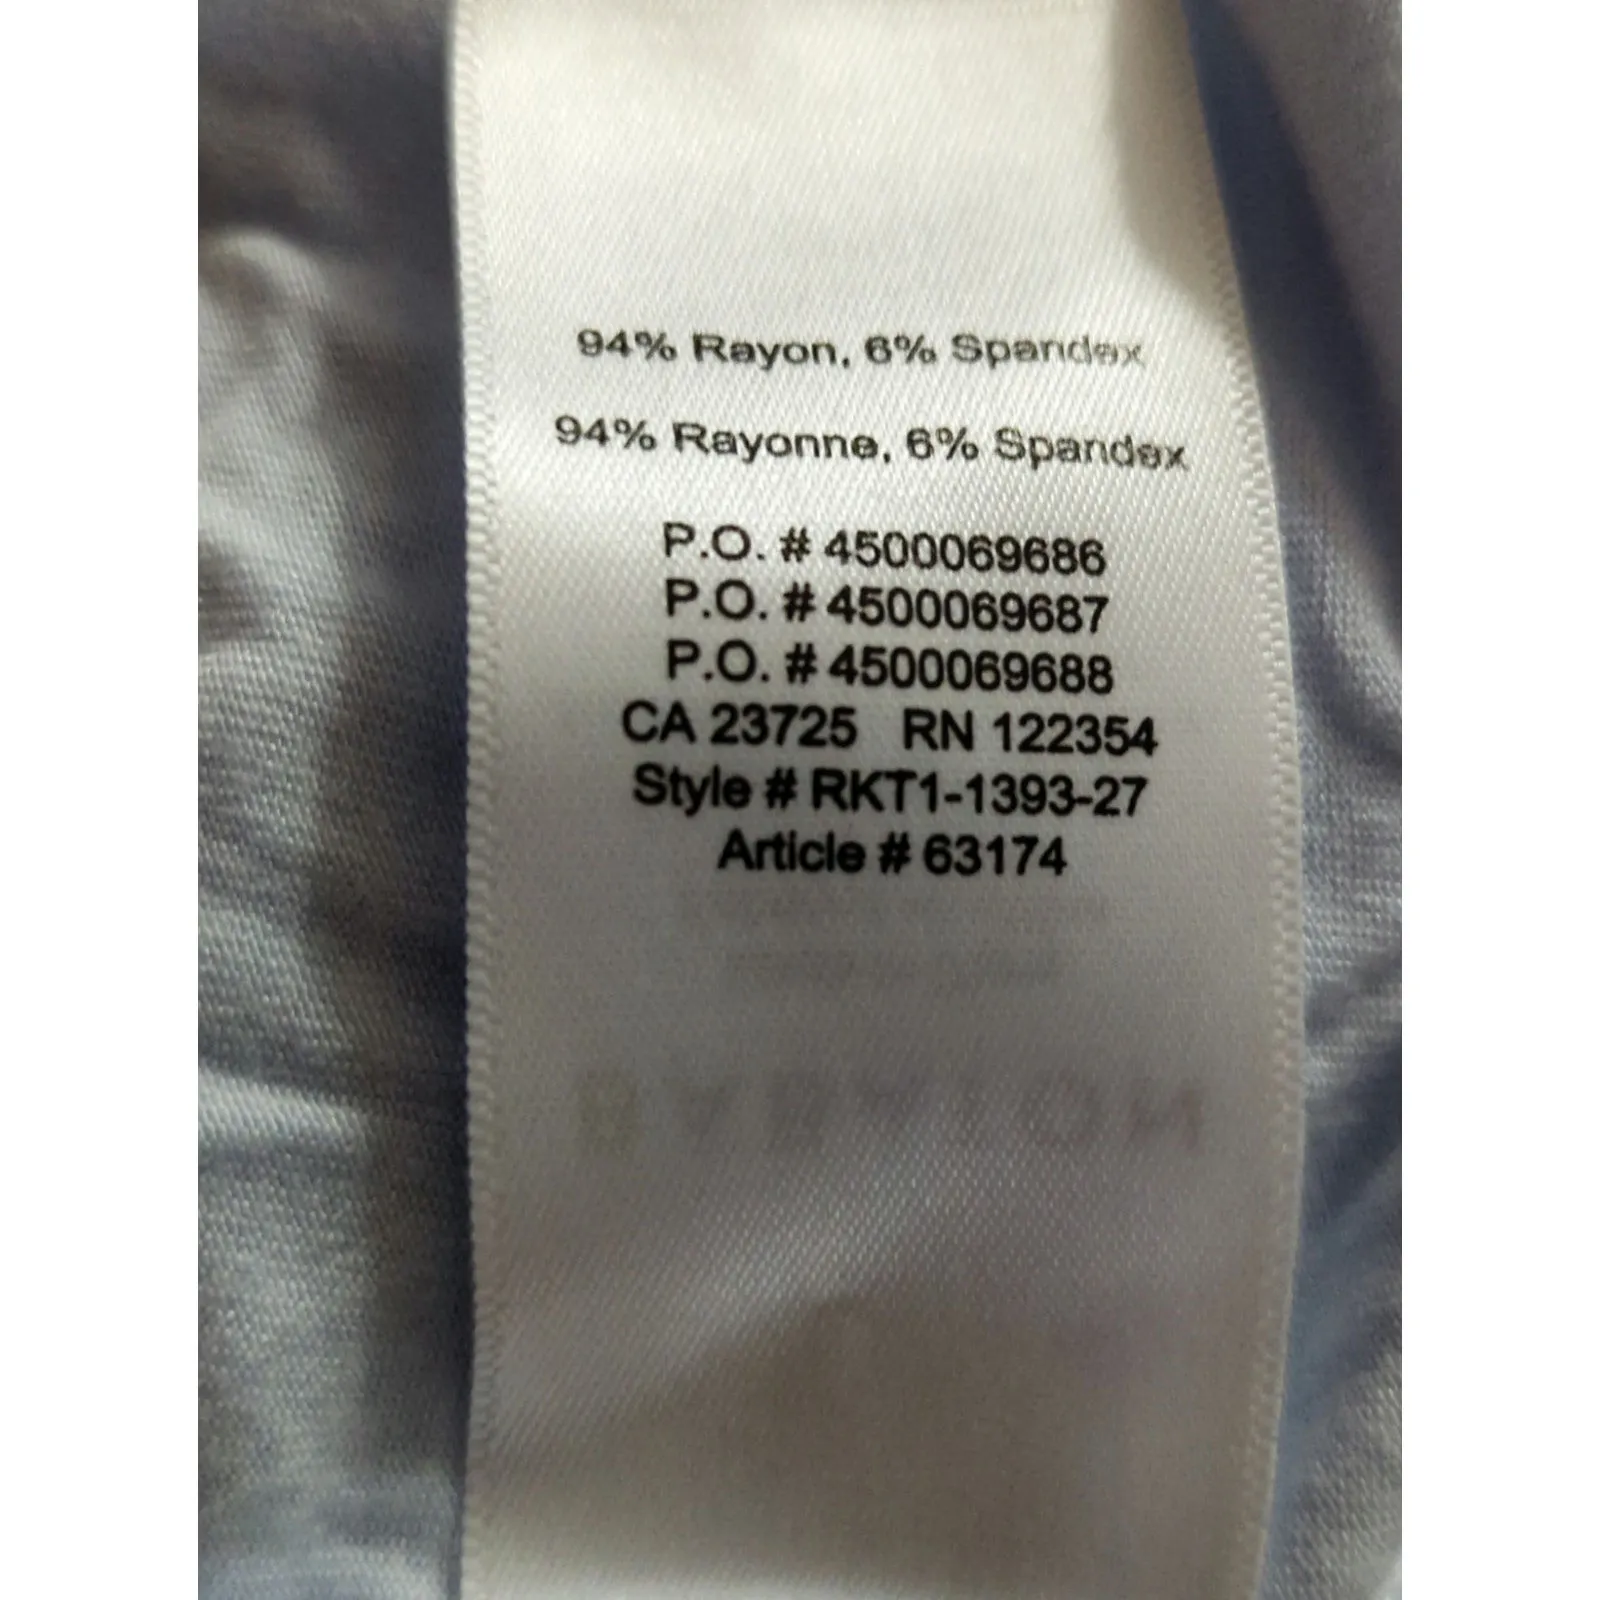 94% Rayon, 6% Spandex
94% Rayonne, 6% Spandex
P.O. # 4500069686
P.O. # 4500069687
P.O. # 4500069688
CA 23725 RN 122354
Style # RKT1-1393-27
Article # 63174